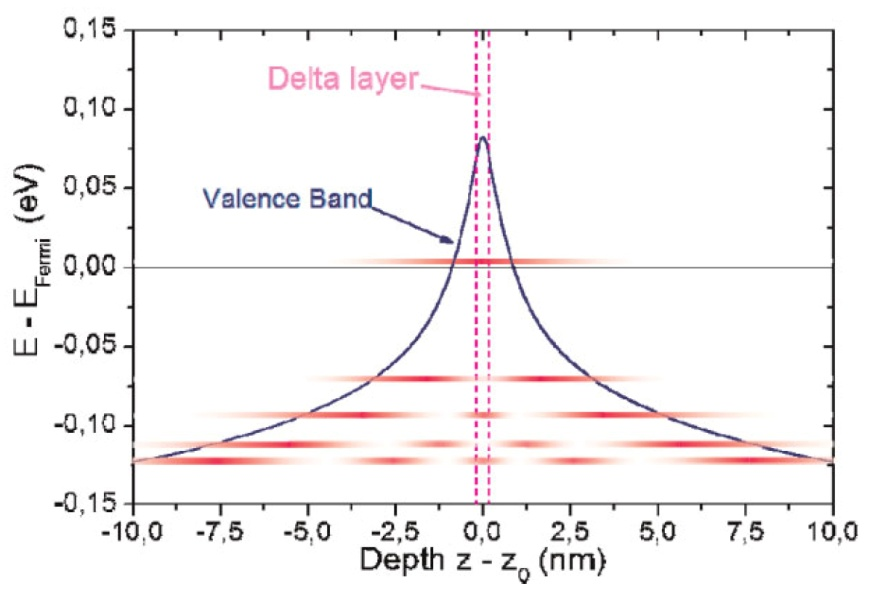 0,15
0,10
0,05
0,00
-0,05
-0,10
-0,15
E - E_Fermi (eV)
Delta layer
Valence Band
-10,0 -7,5 -5,0 -2,5 0,0 2,5 5,0 7,5 10,0
Depth z - z₀ (nm)